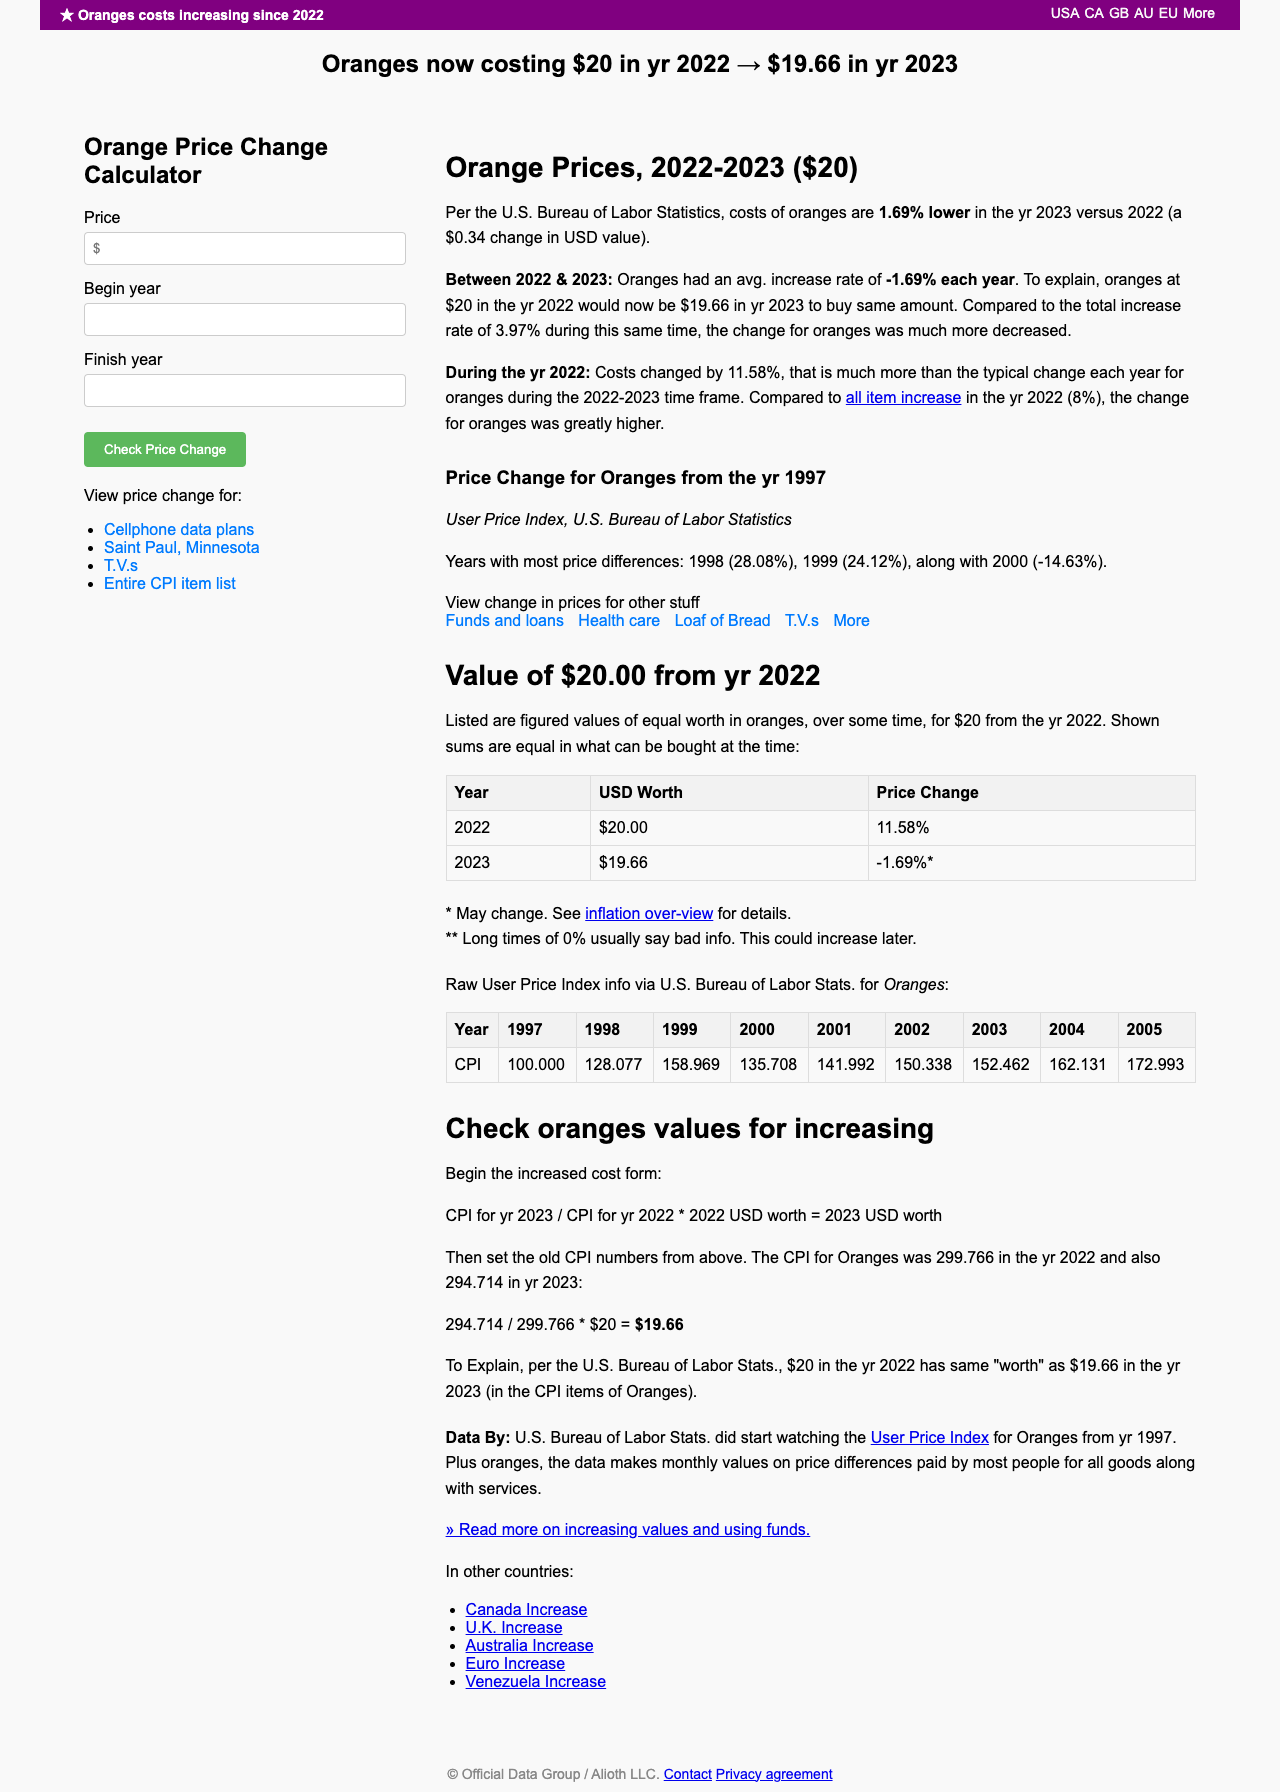 ★ Oranges costs increasing since 2022
USA CA GB AU EU More
Oranges now costing $20 in yr 2022 → $19.66 in yr 2023
Orange Price Change
Calculator
Price
$
Begin year
Finish year
Check Price Change
View price change for:
• Cellphone data plans
• Saint Paul, Minnesota
• T.V.s
• Entire CPI item list
Orange Prices, 2022-2023 ($20)
Per the U.S. Bureau of Labor Statistics, costs of oranges are 1.69% lower in the yr 2023 versus 2022 (a
$0.34 change in USD value).
Between 2022 & 2023: Oranges had an avg. increase rate of -1.69% each year. To explain, oranges at
$20 in the yr 2022 would now be $19.66 in yr 2023 to buy same amount. Compared to the total increase
rate of 3.97% during this same time, the change for oranges was much more decreased.
During the yr 2022: Costs changed by 11.58%, that is much more than the typical change each year for
oranges during the 2022-2023 time frame. Compared to all item increase in the yr 2022 (8%), the change
for oranges was greatly higher.
Price Change for Oranges from the yr 1997
User Price Index, U.S. Bureau of Labor Statistics
Years with most price differences: 1998 (28.08%), 1999 (24.12%), along with 2000 (-14.63%).
View change in prices for other stuff
Funds and loans Health care Loaf of Bread T.V.s More
Value of $20.00 from yr 2022
Listed are figured values of equal worth in oranges, over some time, for $20 from the yr 2022. Shown
sums are equal in what can be bought at the time:
Year USD Worth Price Change
2022 $20.00 11.58%
2023 $19.66 -1.69%*
* May change. See inflation over-view for details.
** Long times of 0% usually say bad info. This could increase later.
Raw User Price Index info via U.S. Bureau of Labor Stats. for Oranges:
Year 1997 1998 1999 2000 2001 2002 2003 2004 2005
CPI 100.000 128.077 158.969 135.708 141.992 150.338 152.462 162.131 172.993
Check oranges values for increasing
Begin the increased cost form:
CPI for yr 2023 / CPI for yr 2022 * 2022 USD worth = 2023 USD worth
Then set the old CPI numbers from above. The CPI for Oranges was 299.766 in the yr 2022 and also
294.714 in yr 2023:
294.714 / 299.766 * $20 = $19.66
To Explain, per the U.S. Bureau of Labor Stats., $20 in the yr 2022 has same "worth" as $19.66 in the yr
2023 (in the CPI items of Oranges).
Data By: U.S. Bureau of Labor Stats. did start watching the User Price Index for Oranges from yr 1997.
Plus oranges, the data makes monthly values on price differences paid by most people for all goods along
with services.
» Read more on increasing values and using funds.
In other countries:
• Canada Increase
• U.K. Increase
• Australia Increase
• Euro Increase
• Venezuela Increase
© Official Data Group / Alioth LLC. Contact Privacy agreement